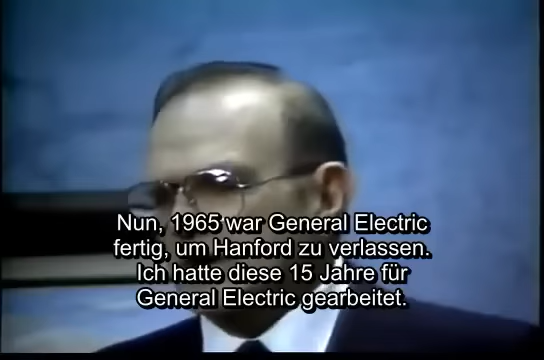 Nun, 1965 war General Electric
fertig, um Hanford zu verlassen.
Ich hatte diese 15 Jahre für
General Electric gearbeitet.